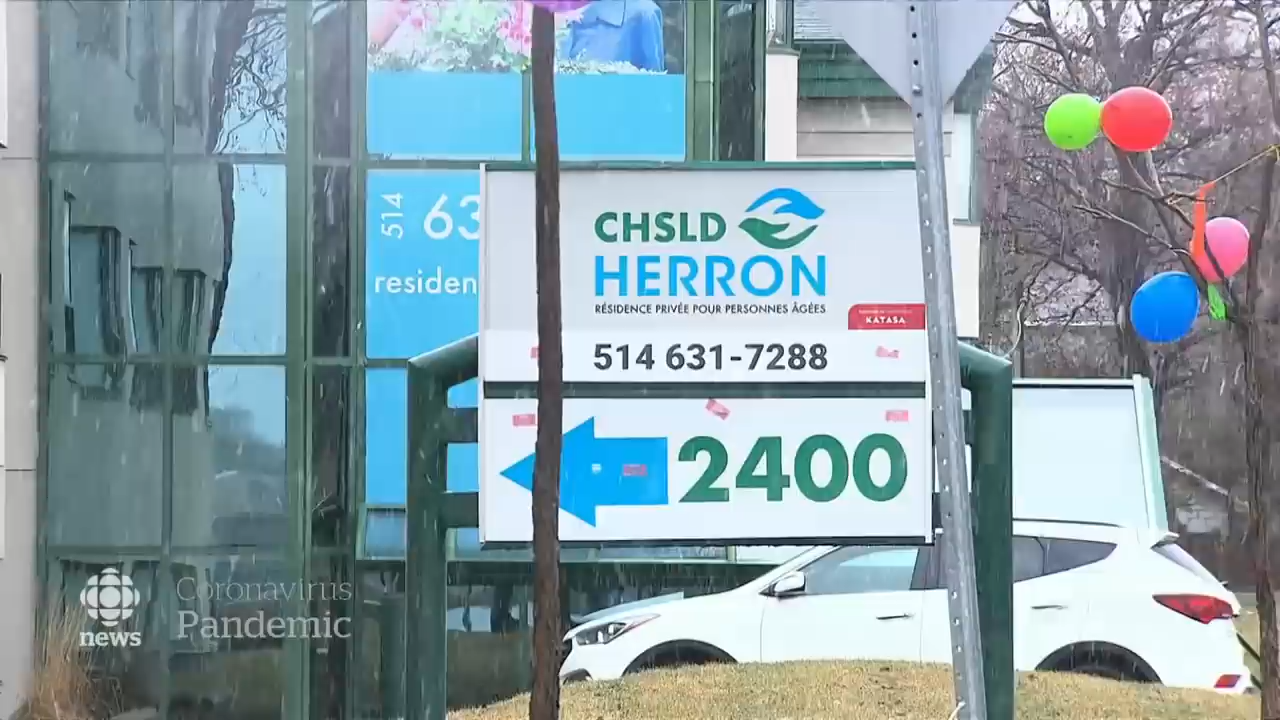 514 63
residen
CHSLD
HERRON
RÉSIDENCE PRIVÉE POUR PERSONNES ÂGÉES
KATASA
514 631-7288
2400
news
Coronavirus
Pandemic